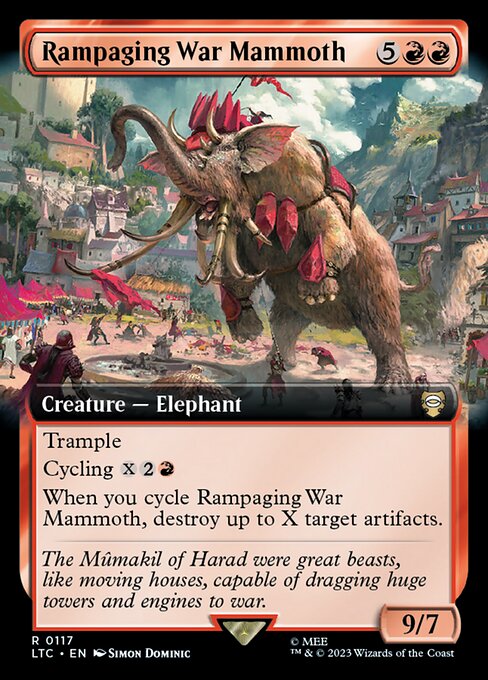 Rampaging War Mammoth 5
Creature — Elephant
Trample
Cycling X 2
When you cycle Rampaging War
Mammoth, destroy up to X target artifacts.
The Mûmakil of Harad were great beasts,
like moving houses, capable of dragging huge
towers and engines to war.
9/7
R 0117
LTC • EN Simon Dominic
© MEE
™ & © 2023 Wizards of the Coast